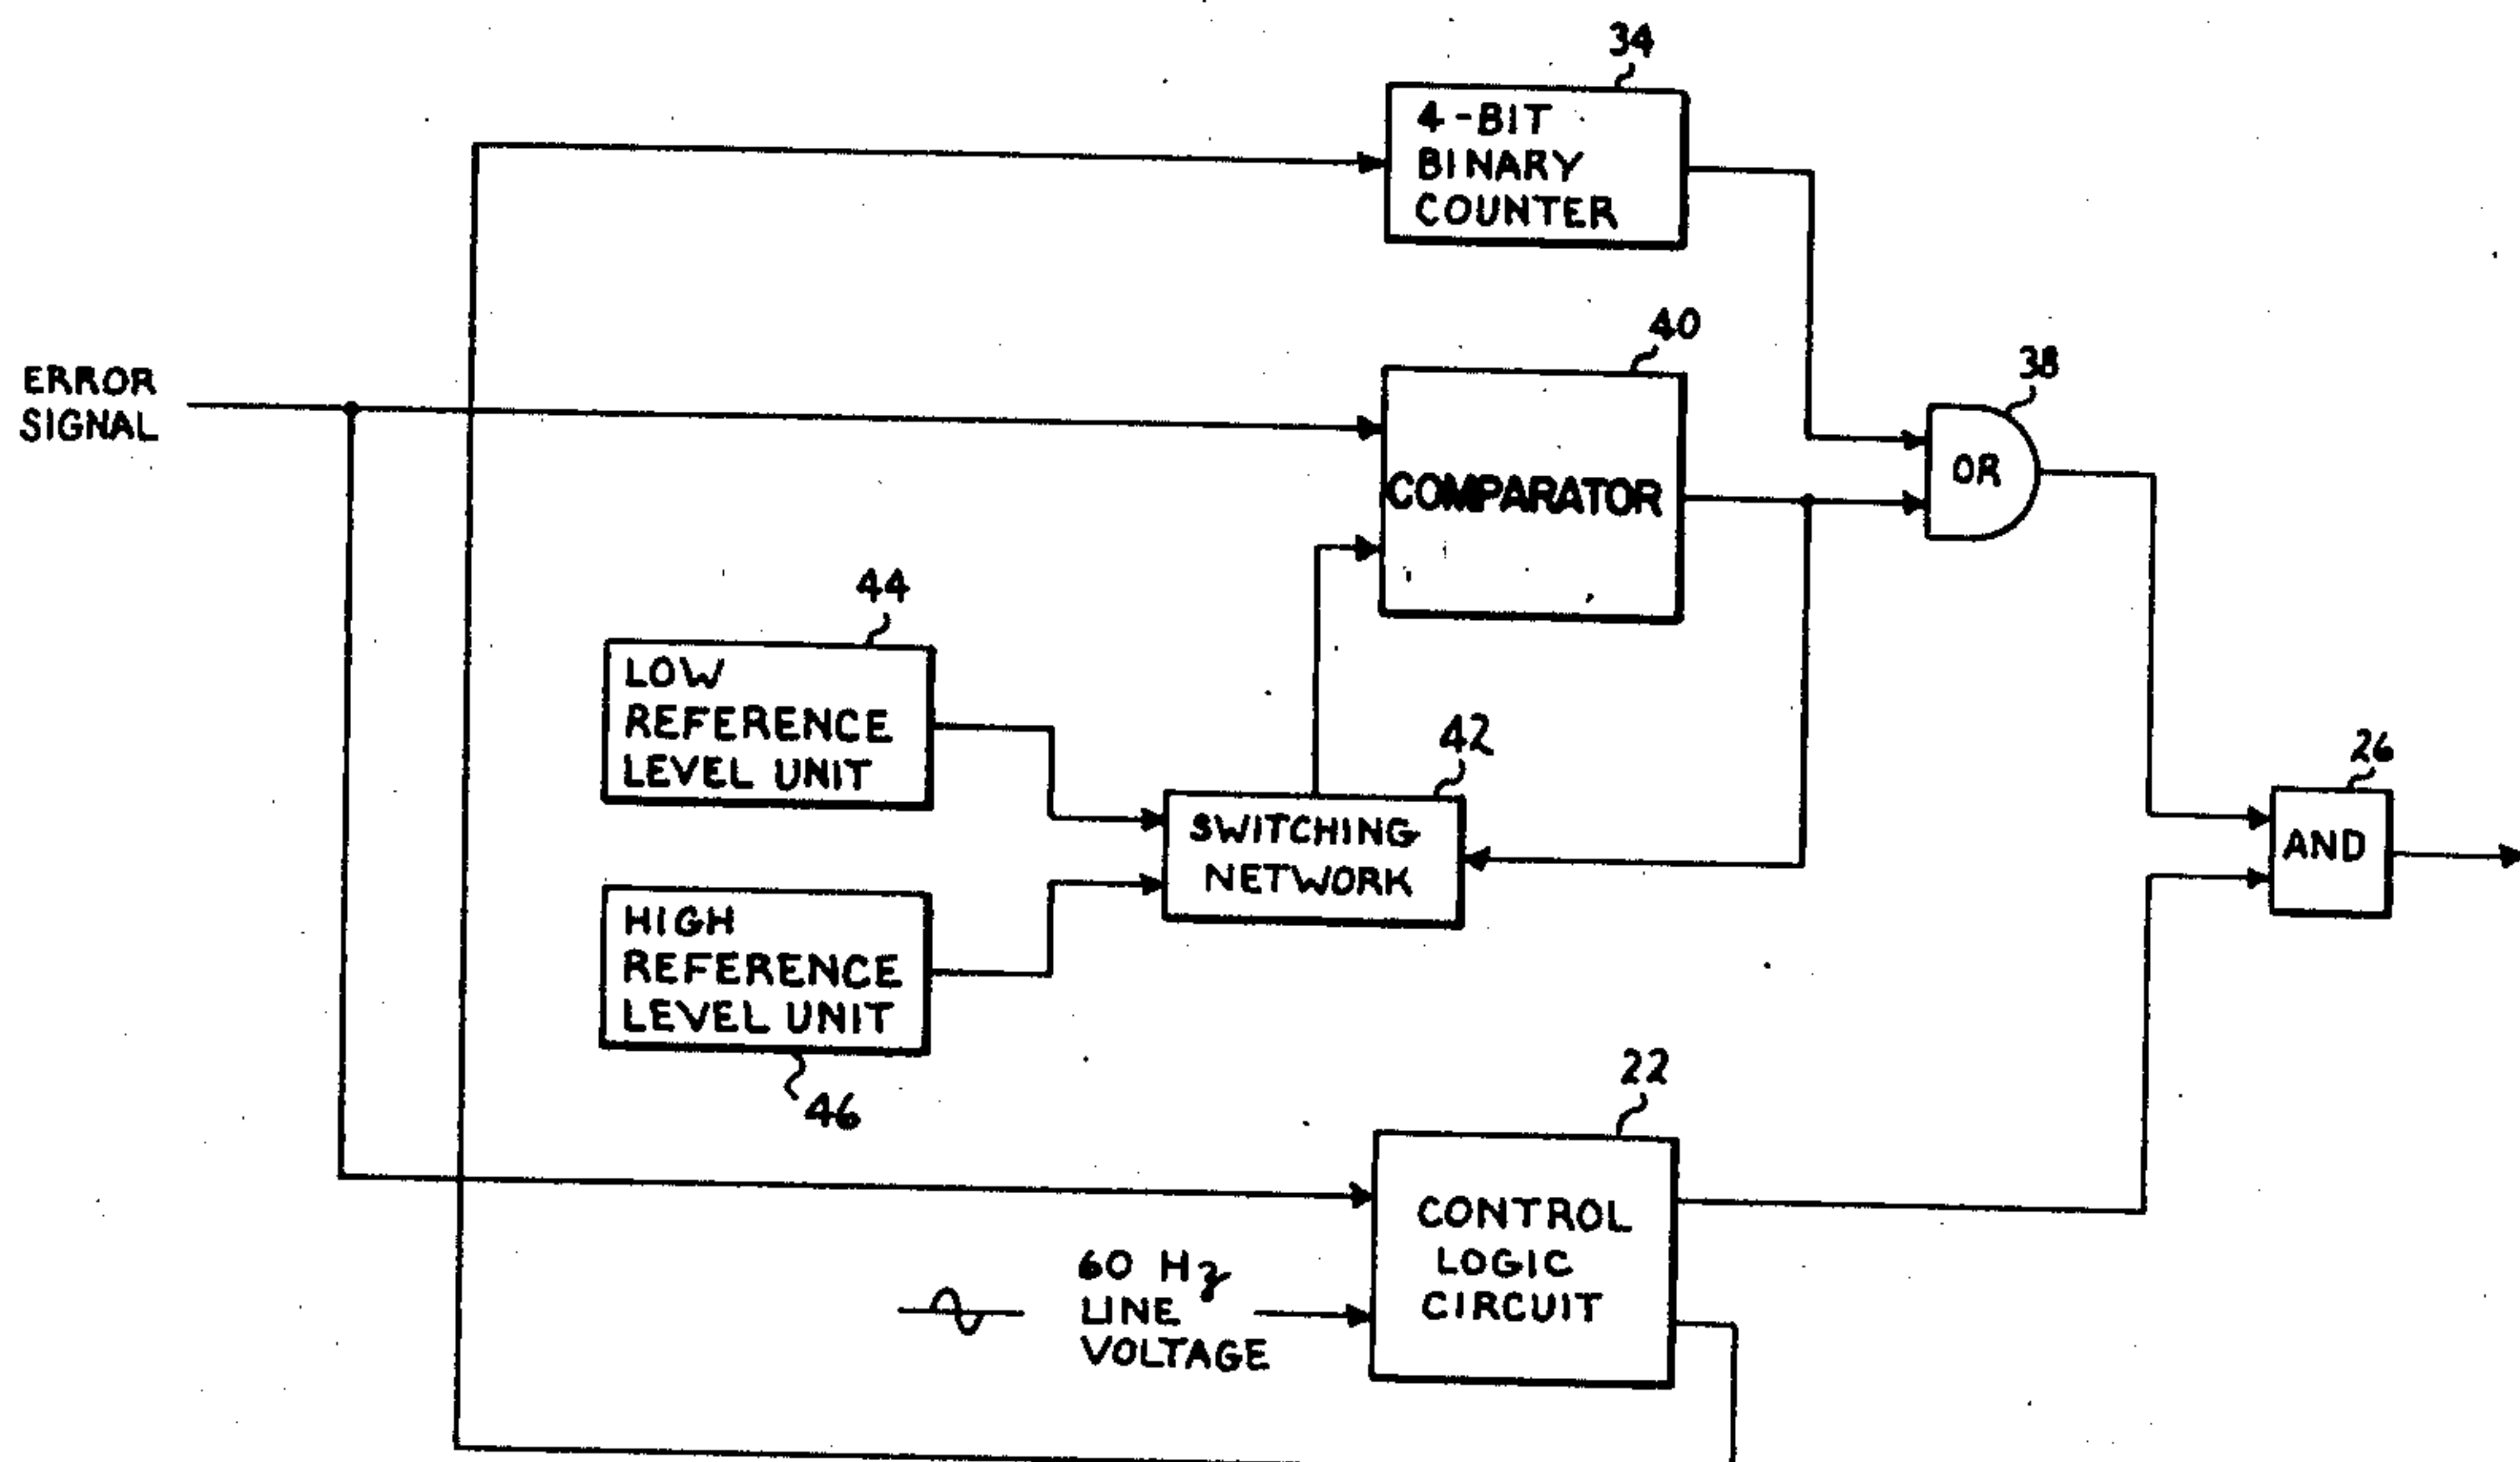 34
4-BIT
BINARY
COUNTER
40
38
ERROR
SIGNAL
OR
COMPARATOR
44
LOW
REFERENCE
LEVEL UNIT
42
26
SWITCHING
NETWORK
AND
HIGH
REFERENCE
LEVEL UNIT
46
22
CONTROL
LOGIC
CIRCUIT
60 Hz
LINE
VOLTAGE